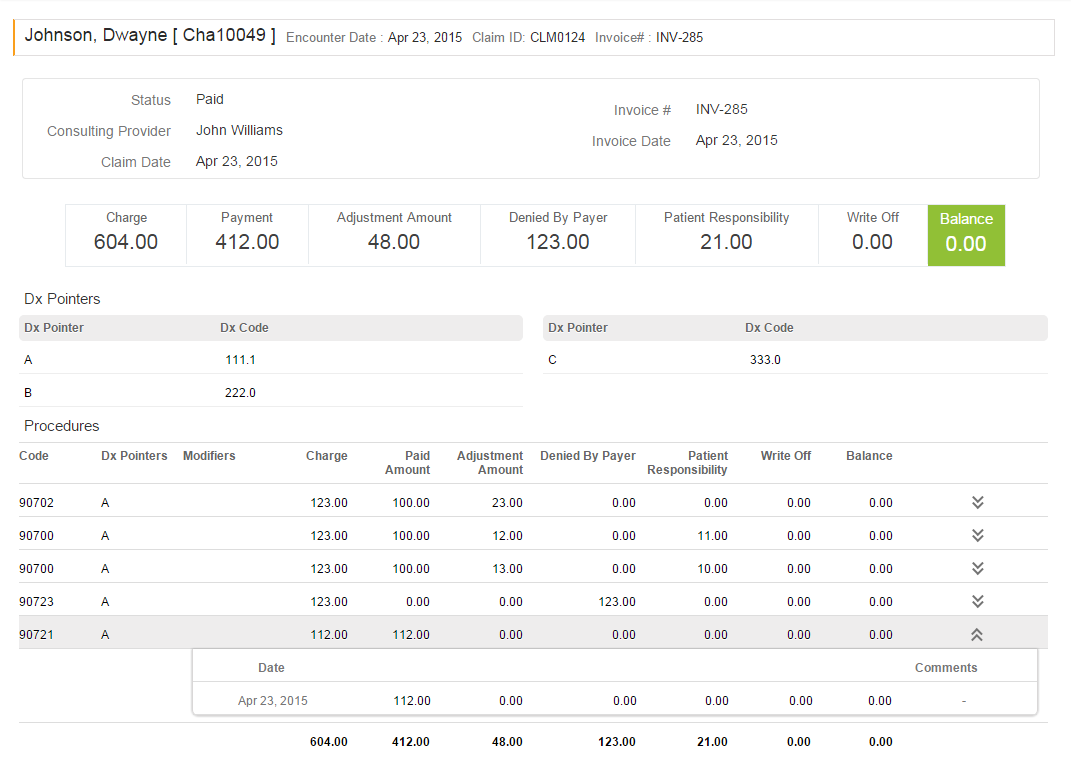 Johnson, Dwayne [ Cha10049 ] Encounter Date : Apr 23, 2015 Claim ID: CLM0124 Invoice# : INV-285
Status Paid
Consulting Provider John Williams
Claim Date Apr 23, 2015
Invoice # INV-285
Invoice Date Apr 23, 2015
Charge Payment Adjustment Amount Denied By Payer Patient Responsibility Write Off Balance
604.00 412.00 48.00 123.00 21.00 0.00 0.00
Dx Pointers
Dx Pointer Dx Code Dx Pointer Dx Code
A 111.1 C 333.0
B 222.0
Procedures
Code Dx Pointers Modifiers Charge Paid Amount Adjustment Amount Denied By Payer Patient Responsibility Write Off Balance
90702 A 123.00 100.00 23.00 0.00 0.00 0.00 0.00
90700 A 123.00 100.00 12.00 0.00 11.00 0.00 0.00
90700 A 123.00 100.00 13.00 0.00 10.00 0.00 0.00
90723 A 123.00 0.00 0.00 123.00 0.00 0.00 0.00
90721 A 112.00 112.00 0.00 0.00 0.00 0.00 0.00
Date Comments
Apr 23, 2015 112.00 0.00 0.00 0.00 0.00 0.00 -
604.00 412.00 48.00 123.00 21.00 0.00 0.00